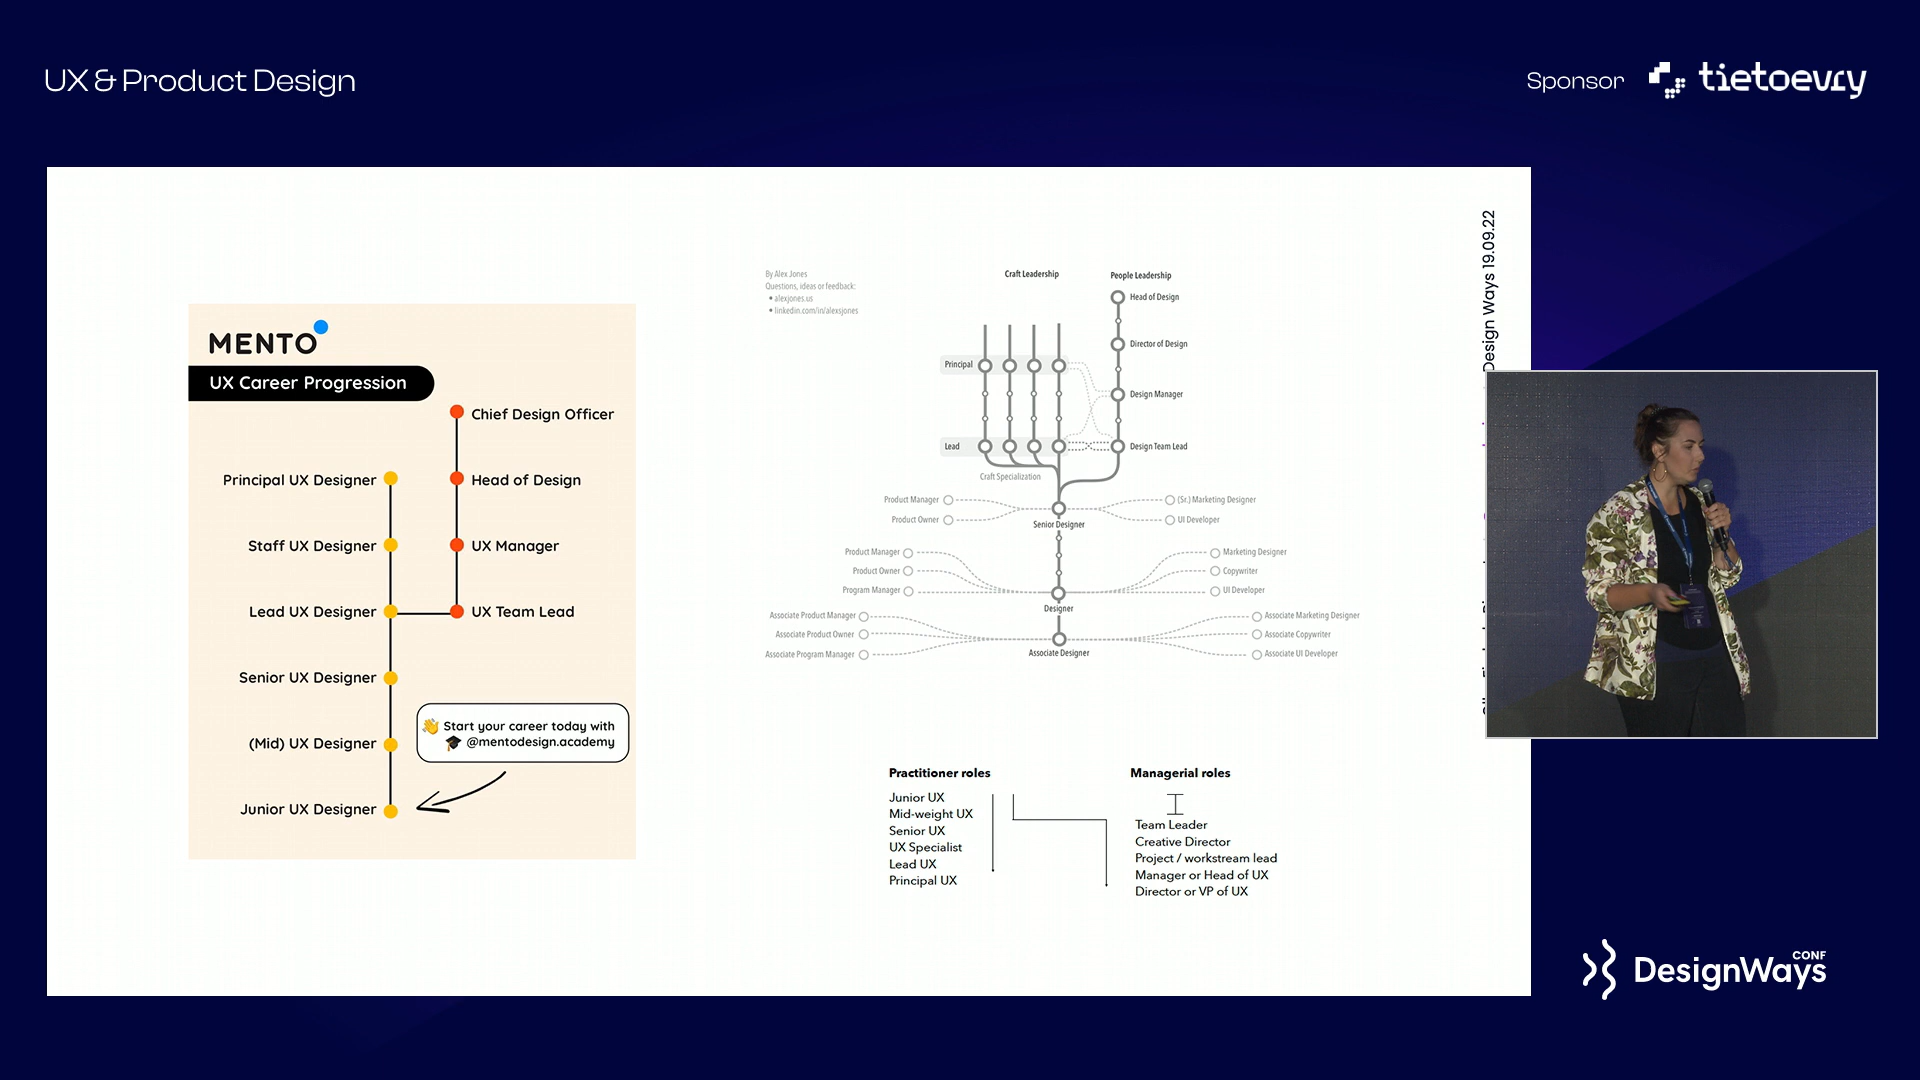 UX & Product Design
Sponsor tietoevry
Design Ways 19.09.22
MENTO
UX Career Progression
Chief Design Officer
Principal UX Designer
Head of Design
Staff UX Designer
UX Manager
Lead UX Designer
UX Team Lead
Senior UX Designer
(Mid) UX Designer
Start your career today with
@mentodesign.academy
Junior UX Designer
By Alex Jones
Questions, ideas or feedback:
• alexjones.us
• linkedin.com/in/alexsjones
Craft Leadership
People Leadership
Head of Design
Director of Design
Principal
Design Manager
Lead
Design Team Lead
Craft Specialization
Product Manager
(Sr.) Marketing Designer
Product Owner
UI Developer
Senior Designer
Product Manager
Marketing Designer
Product Owner
Copywriter
Program Manager
UI Developer
Designer
Associate Product Manager
Associate Marketing Designer
Associate Product Owner
Associate Copywriter
Associate Program Manager
Associate UI Developer
Associate Designer
Practitioner roles
Junior UX
Mid-weight UX
Senior UX
UX Specialist
Lead UX
Principal UX
Managerial roles
Team Leader
Creative Director
Project / workstream lead
Manager or Head of UX
Director or VP of UX
DesignWays CONF